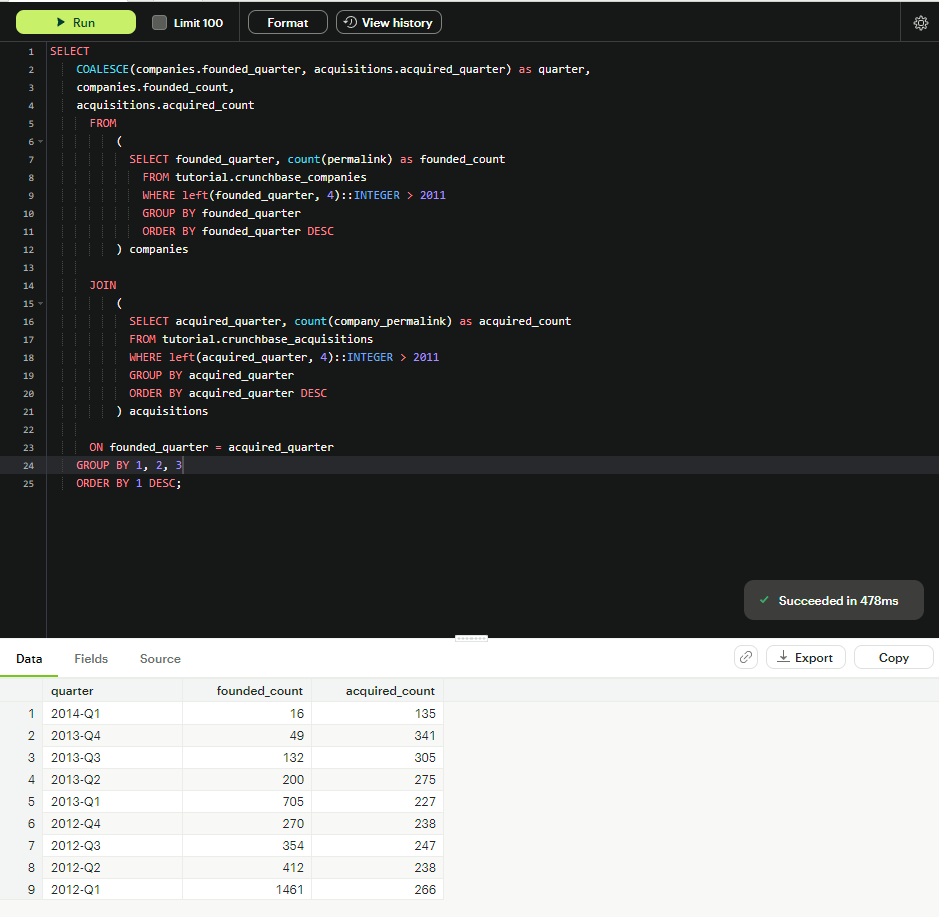 Run Limit 100 Format View history
1 SELECT
2 COALESCE(companies.founded_quarter, acquisitions.acquired_quarter) as quarter,
3 companies.founded_count,
4 acquisitions.acquired_count
5 FROM
6 (
7 SELECT founded_quarter, count(permalink) as founded_count
8 FROM tutorial.crunchbase_companies
9 WHERE left(founded_quarter, 4)::INTEGER > 2011
10 GROUP BY founded_quarter
11 ORDER BY founded_quarter DESC
12 ) companies
13
14 JOIN
15 (
16 SELECT acquired_quarter, count(company_permalink) as acquired_count
17 FROM tutorial.crunchbase_acquisitions
18 WHERE left(acquired_quarter, 4)::INTEGER > 2011
19 GROUP BY acquired_quarter
20 ORDER BY acquired_quarter DESC
21 ) acquisitions
22
23 ON founded_quarter = acquired_quarter
24 GROUP BY 1, 2, 3
25 ORDER BY 1 DESC;
Succeeded in 478ms
Data Fields Source Export Copy
quarter founded_count acquired_count
1 2014-Q1 16 135
2 2013-Q4 49 341
3 2013-Q3 132 305
4 2013-Q2 200 275
5 2013-Q1 705 227
6 2012-Q4 270 238
7 2012-Q3 354 247
8 2012-Q2 412 238
9 2012-Q1 1461 266